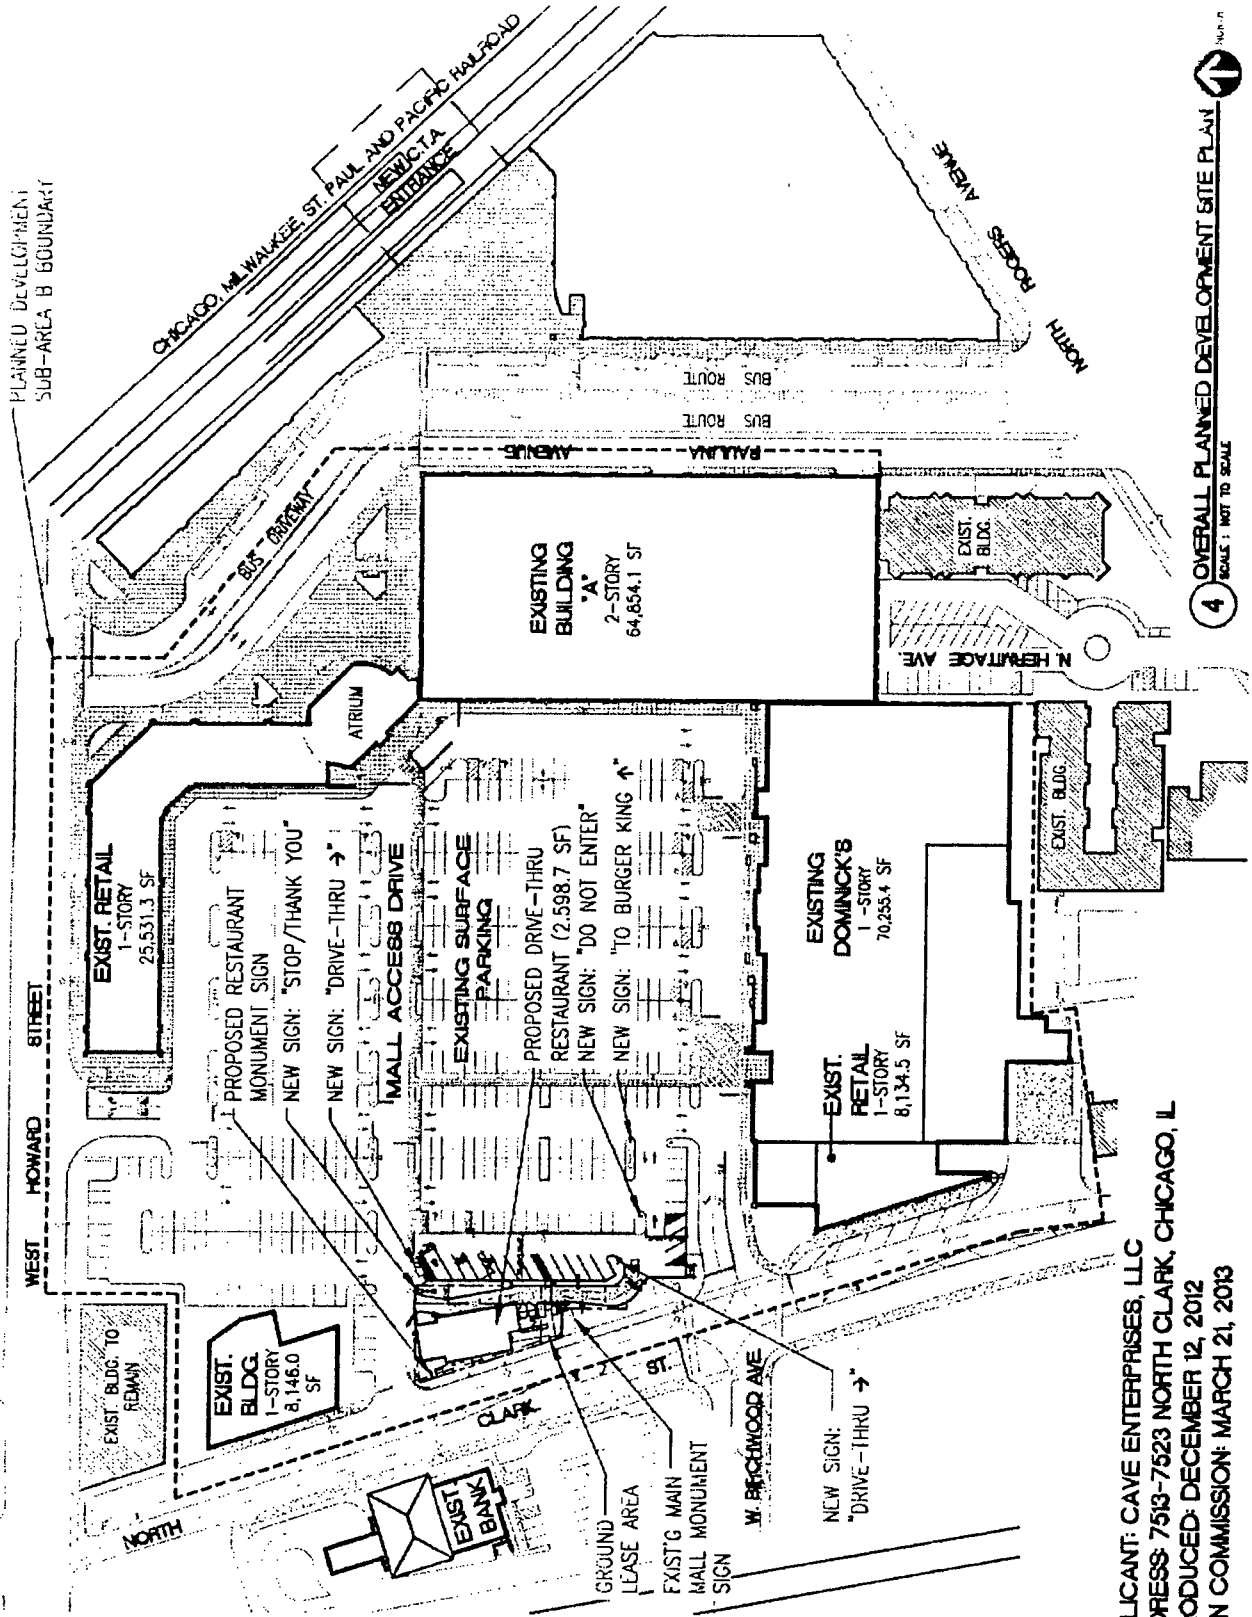 PLANNED DEVELOPMENT
SUB-AREA B BOUNDARY
CHICAGO, MILWAUKEE, ST. PAUL AND PACIFIC RAILROAD
NEW C.T.A.
ENTRANCE
WEST HOWARD STREET
BUS DRIVEWAY
EXIST. RETAIL
1-STORY
25,531.3 SF
ATRIUM
EXIST. BLDG. TO
REMAIN
EXIST.
BLDG.
1-STORY
8,146.0
SF
PROPOSED RESTAURANT
MONUMENT SIGN
NEW SIGN: "STOP/THANK YOU"
NEW SIGN: "DRIVE-THRU →"
MALL ACCESS DRIVE
EXISTING SURFACE
PARKING
PROPOSED DRIVE-THRU
RESTAURANT (2,598.7 SF)
NEW SIGN: "DO NOT ENTER"
NEW SIGN: "TO BURGER KING ↑"
EXISTING
BUILDING
"A"
2-STORY
64,854.1 SF
PAULINA AVENUE
BUS ROUTE
BUS ROUTE
NORTH ROGERS AVENUE
NORTH CLARK ST.
EXIST.
BANK
GROUND
LEASE AREA
EXIST'G MAIN
MALL MONUMENT
SIGN
W. BIRCHWOOD AVE
NEW SIGN:
"DRIVE-THRU →"
EXIST.
RETAIL
1-STORY
8,134.5 SF
EXISTING
DOMINICK'S
1-STORY
70,255.4 SF
EXIST.
BLDG.
N. HERMITAGE AVE.
EXIST. BLDG.
LICANT: CAVE ENTERPRISES, LLC
RESS: 7513-7523 NORTH CLARK, CHICAGO, IL
ODUCED: DECEMBER 12, 2012
N COMMISSION: MARCH 21, 2013
4 OVERALL PLANNED DEVELOPMENT SITE PLAN
SCALE : NOT TO SCALE
NORTH